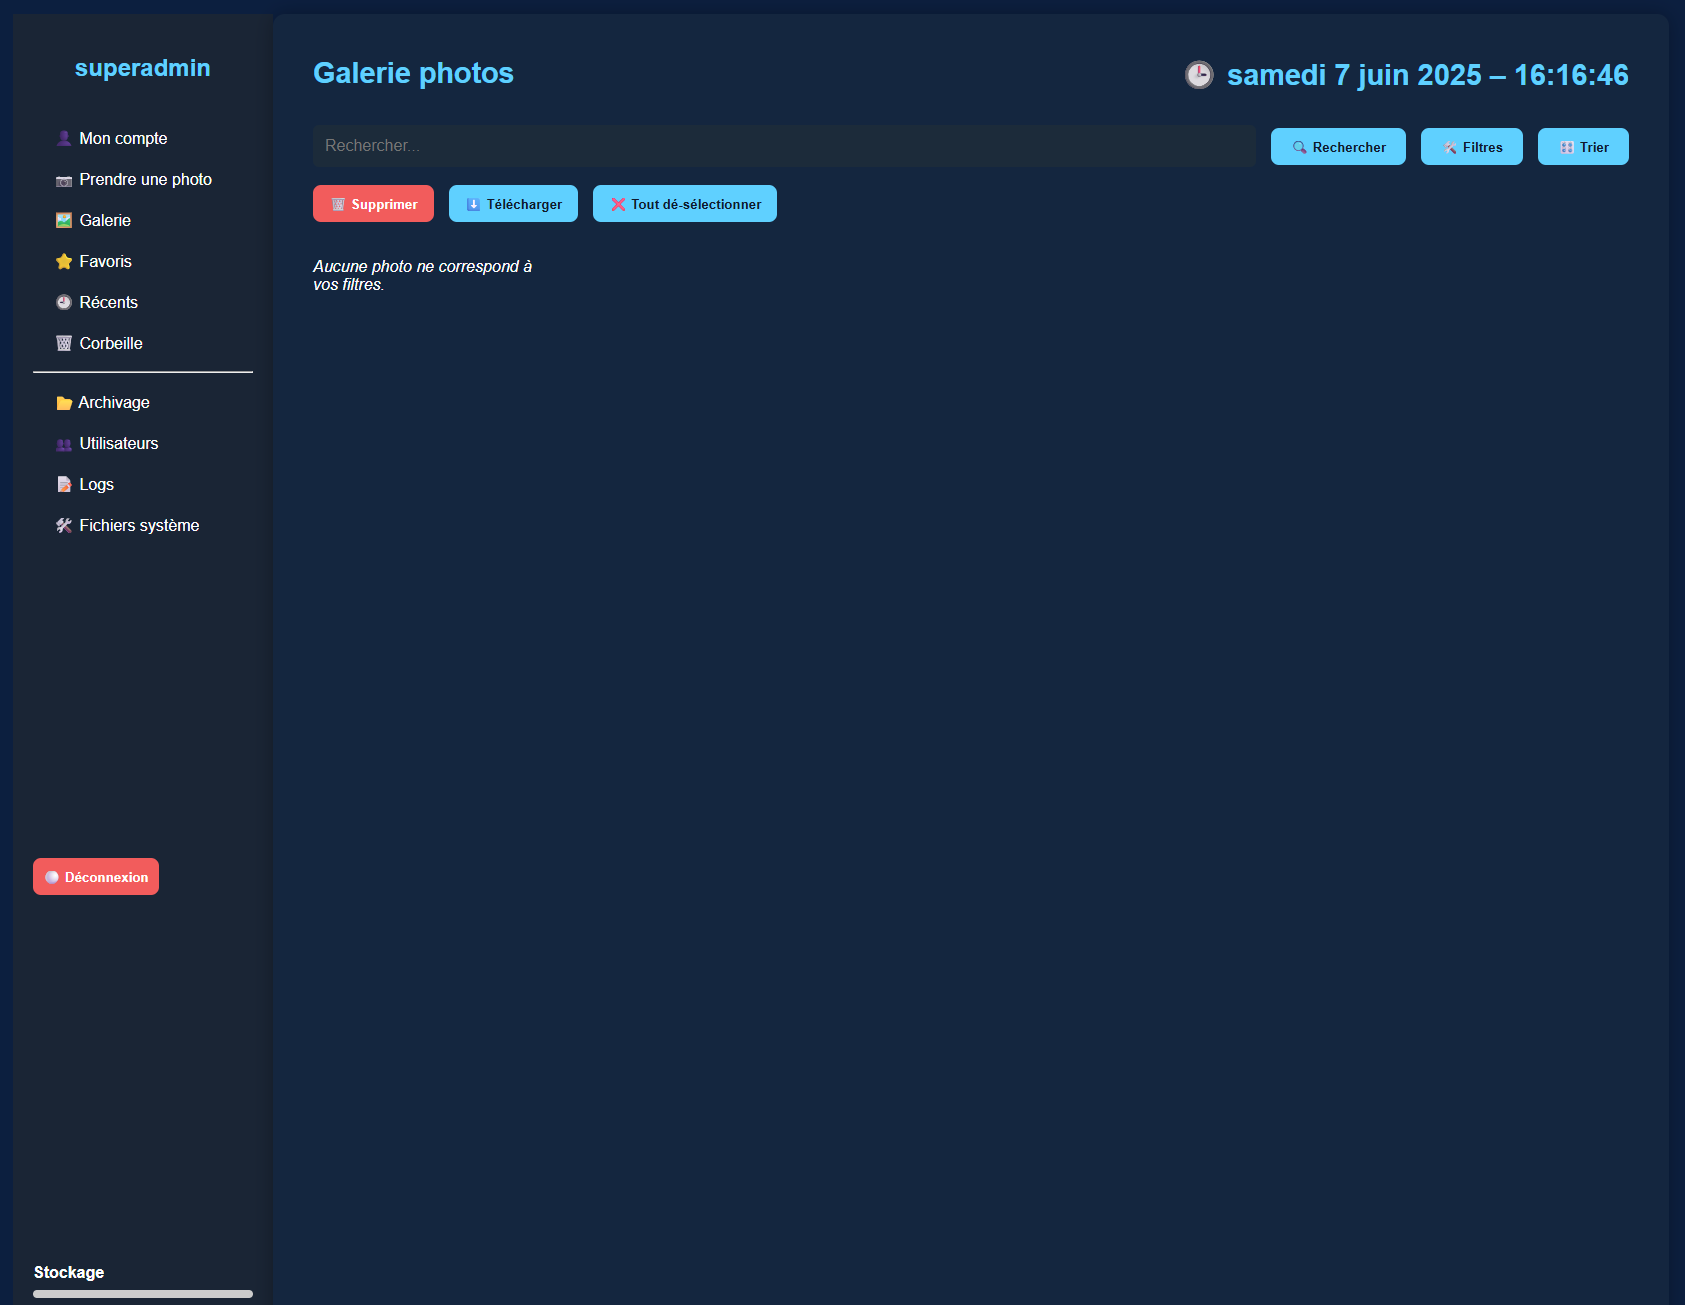 superadmin
Mon compte
Prendre une photo
Galerie
Favoris
Récents
Corbeille
Archivage
Utilisateurs
Logs
Fichiers système
Déconnexion
Stockage
Galerie photos
samedi 7 juin 2025 – 16:16:46
Rechercher...
Rechercher
Filtres
Trier
Supprimer
Télécharger
Tout dé-sélectionner
Aucune photo ne correspond à
vos filtres.